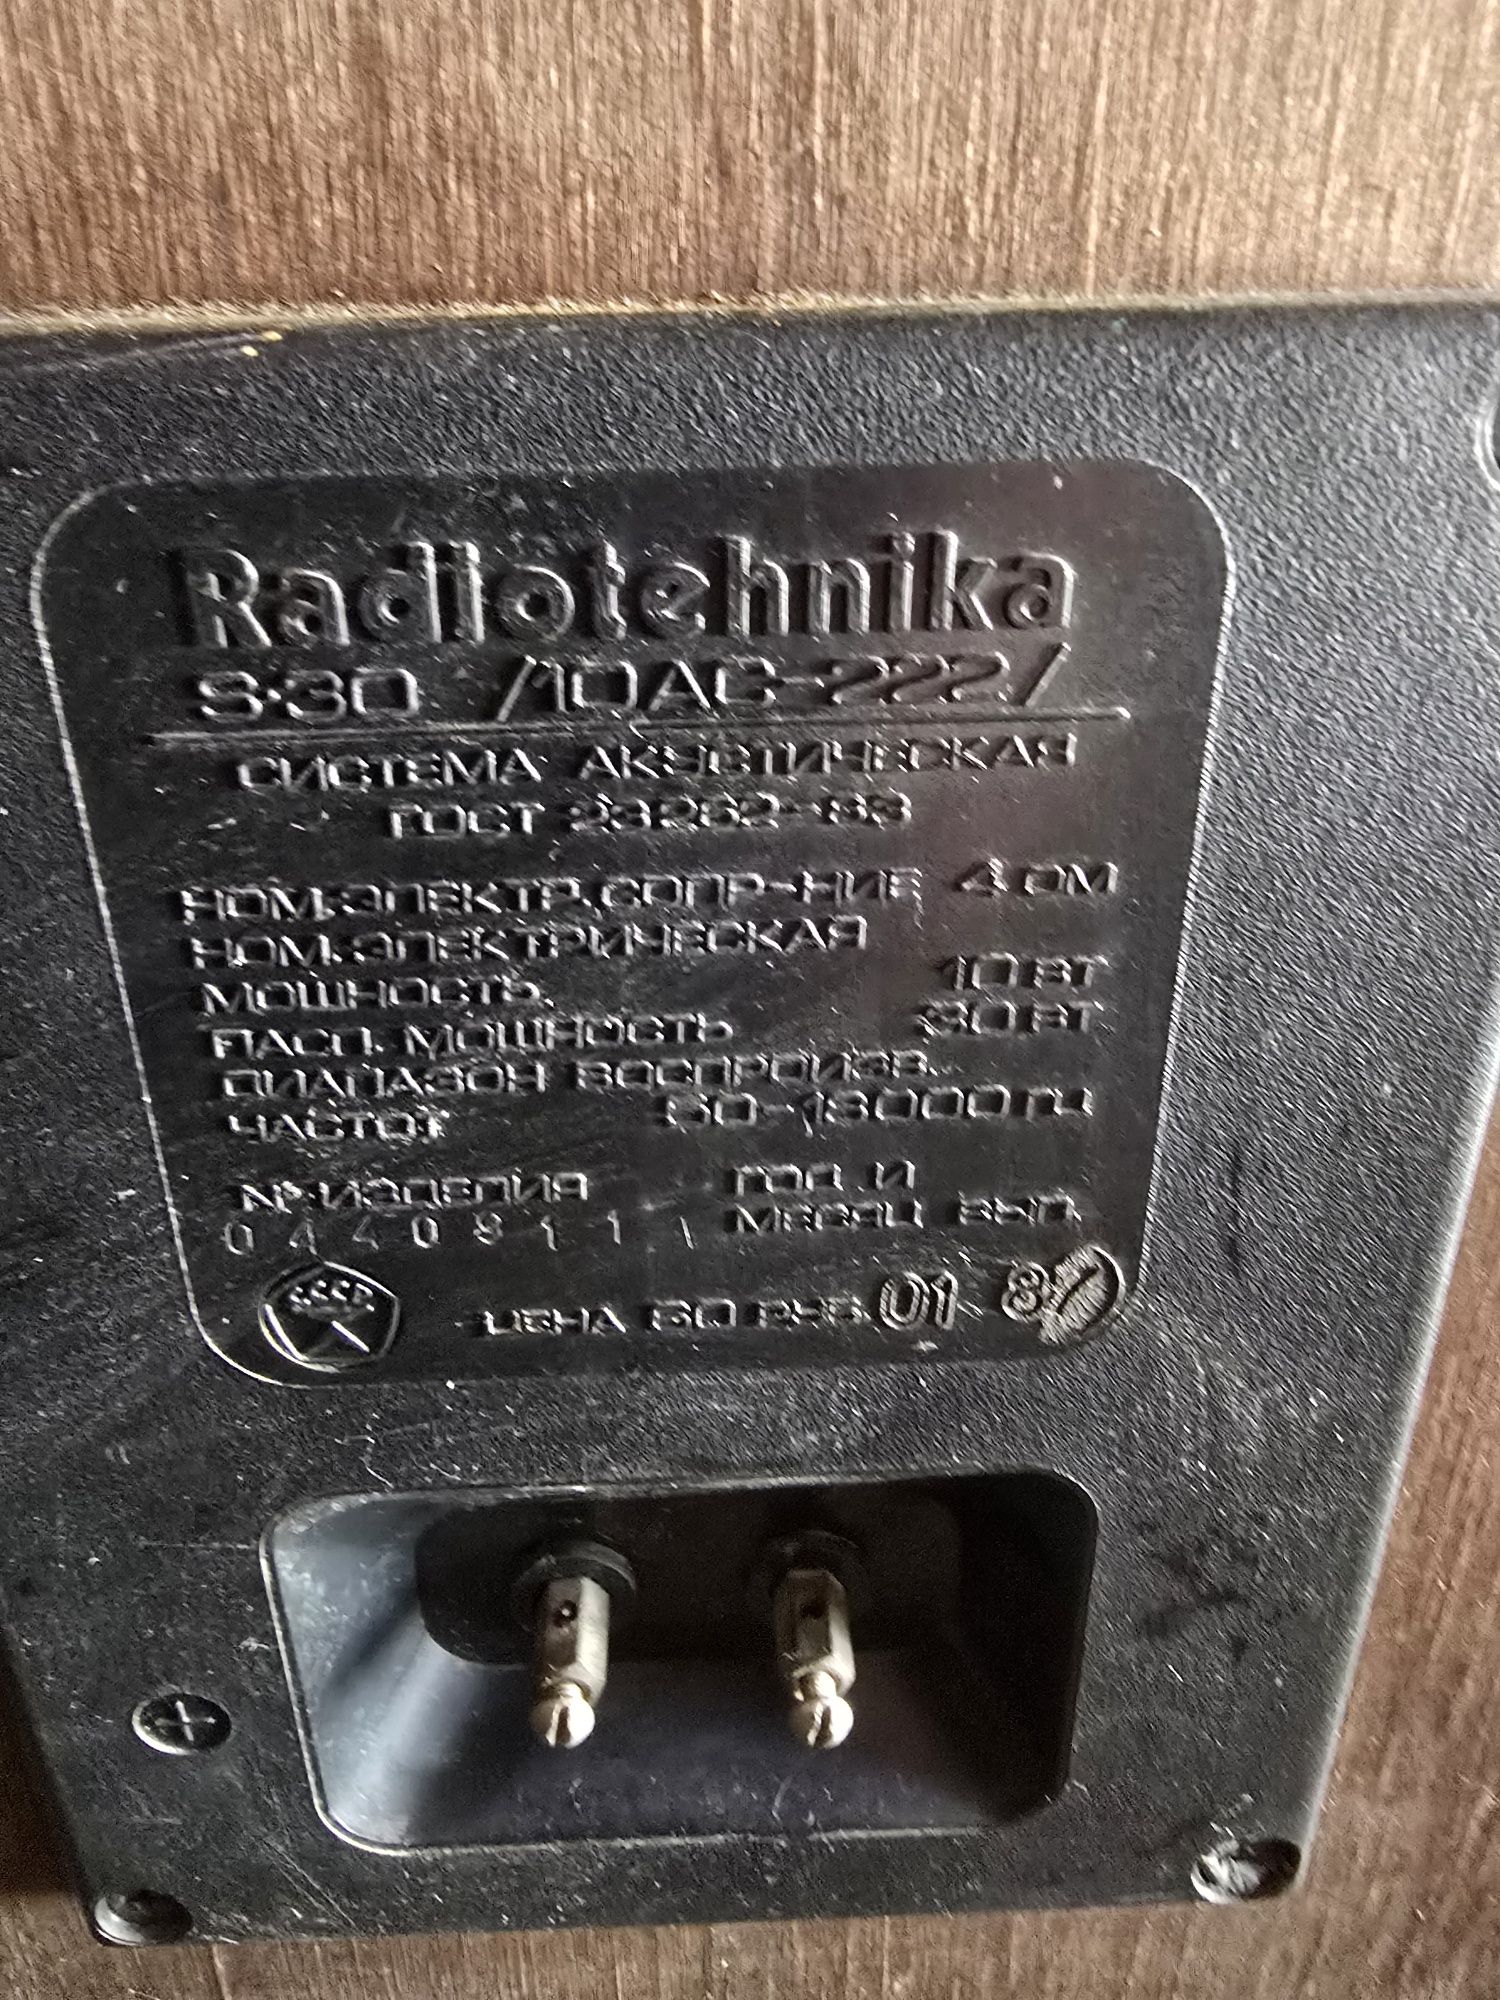 Radiotehnika
S-30 /10АС-222/
СИСТЕМА АКУСТИЧЕСКАЯ
ГОСТ 23262-83
НОМ.ЭЛЕКТР.СОПР-НИЕ 4 ОМ
НОМ.ЭЛЕКТРИЧЕСКАЯ
МОЩНОСТЬ 10 ВТ
ПАСП. МОЩНОСТЬ 30 ВТ
ДИАПАЗОН ВОСПРОИЗВ.
ЧАСТОТ 50-18000 ГЦ
№ ИЗДЕЛИЯ
ГОД И
МЕСЯЦ ВЫП.
СССР
ЦЕНА 60 РУБ. 01 87